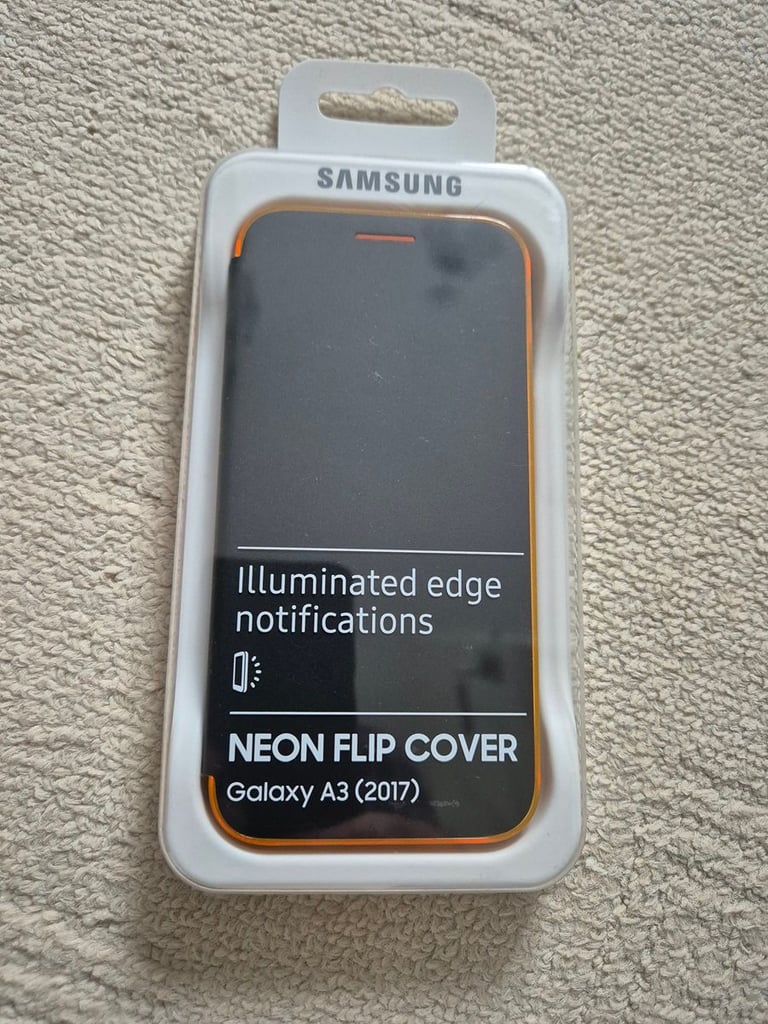 SAMSUNG
Illuminated edge
notifications
NEON FLIP COVER
Galaxy A3 (2017)